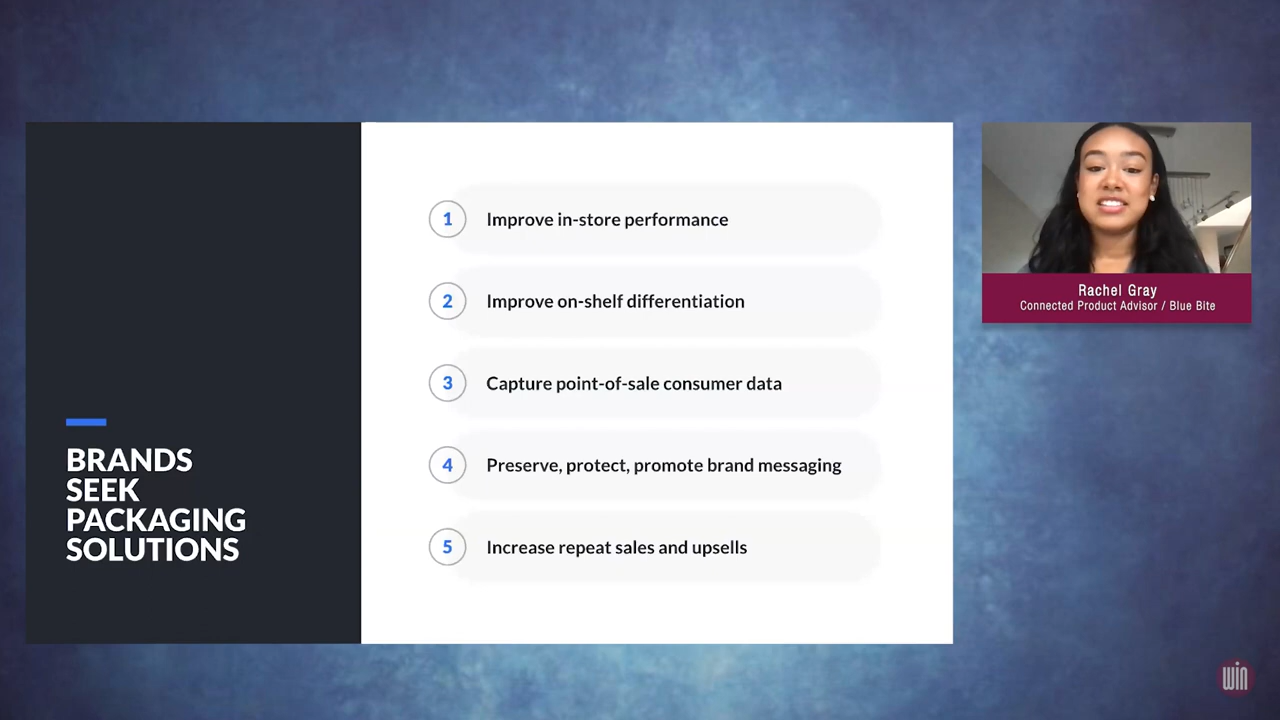 BRANDS
SEEK
PACKAGING
SOLUTIONS
1 Improve in-store performance
2 Improve on-shelf differentiation
3 Capture point-of-sale consumer data
4 Preserve, protect, promote brand messaging
5 Increase repeat sales and upsells
Rachel Gray
Connected Product Advisor / Blue Bite
win